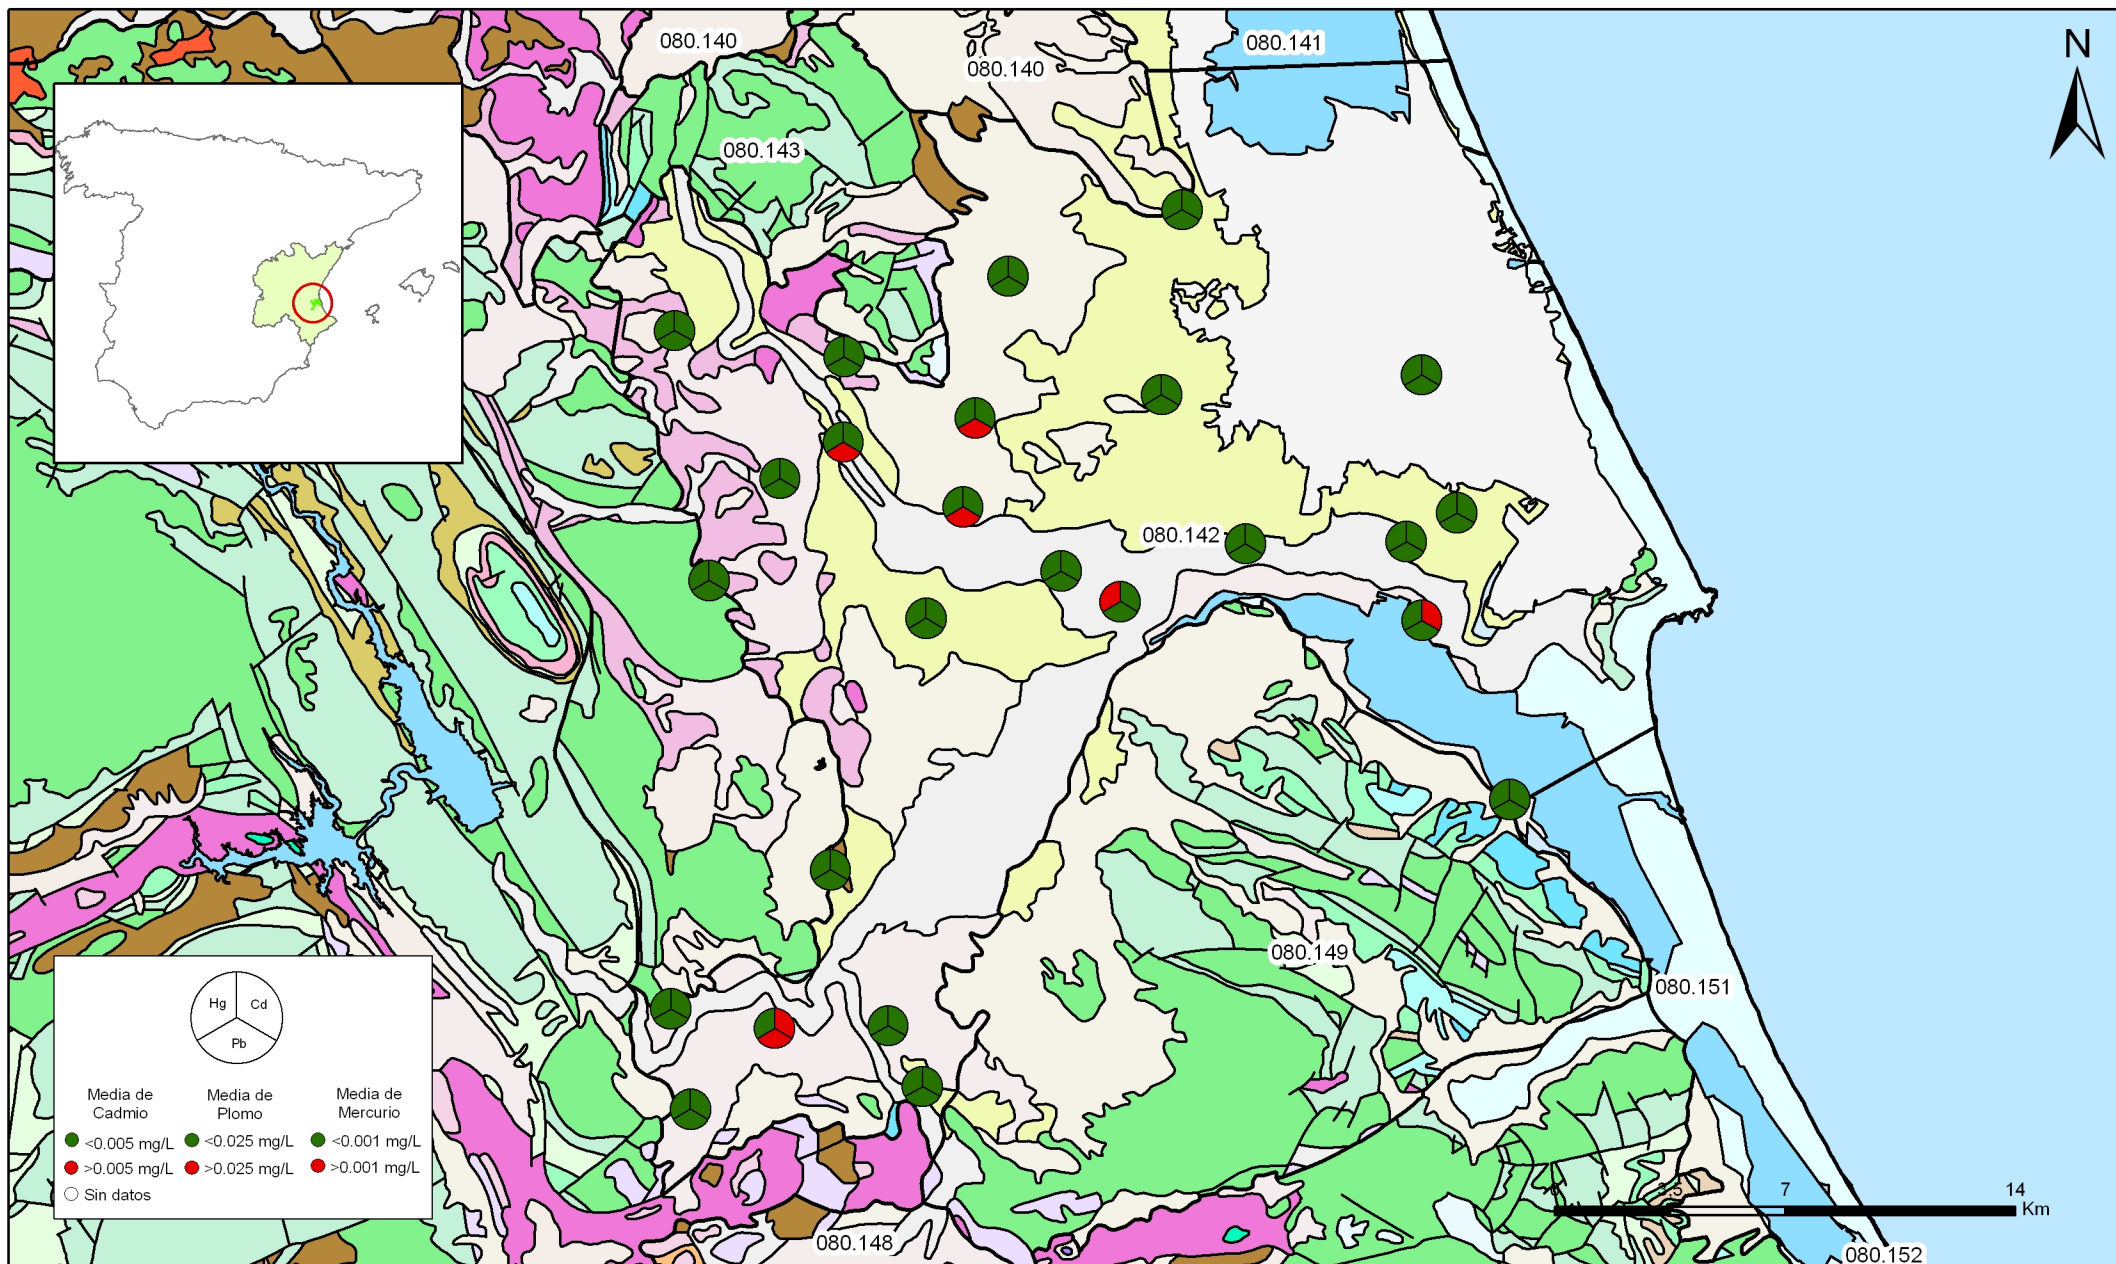 080.140
080.141
080.140
N
080.143
080.142
080.149
080.151
Hg
Cd
Pb
Media de
Cadmio
Media de
Plomo
Media de
Mercurio
<0.005 mg/L
<0.025 mg/L
<0.001 mg/L
>0.005 mg/L
>0.025 mg/L
>0.001 mg/L
Sin datos
3.5
7
14
Km
080.148
080.152